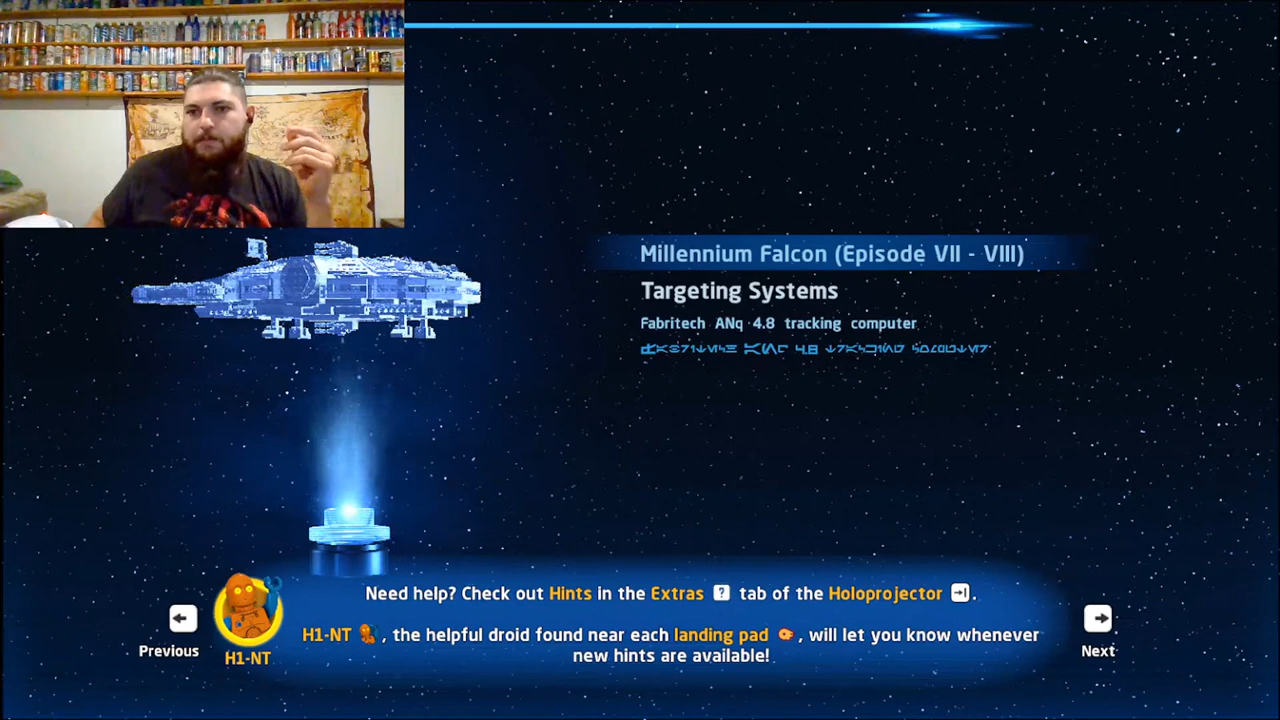 Millennium Falcon (Episode VII - VIII)
Targeting Systems
Fabritech ANq 4.8 tracking computer
Need help? Check out Hints in the Extras ? tab of the Holoprojector.
H1-NT, the helpful droid found near each landing pad, will let you know whenever
new hints are available!
Previous
H1-NT
Next